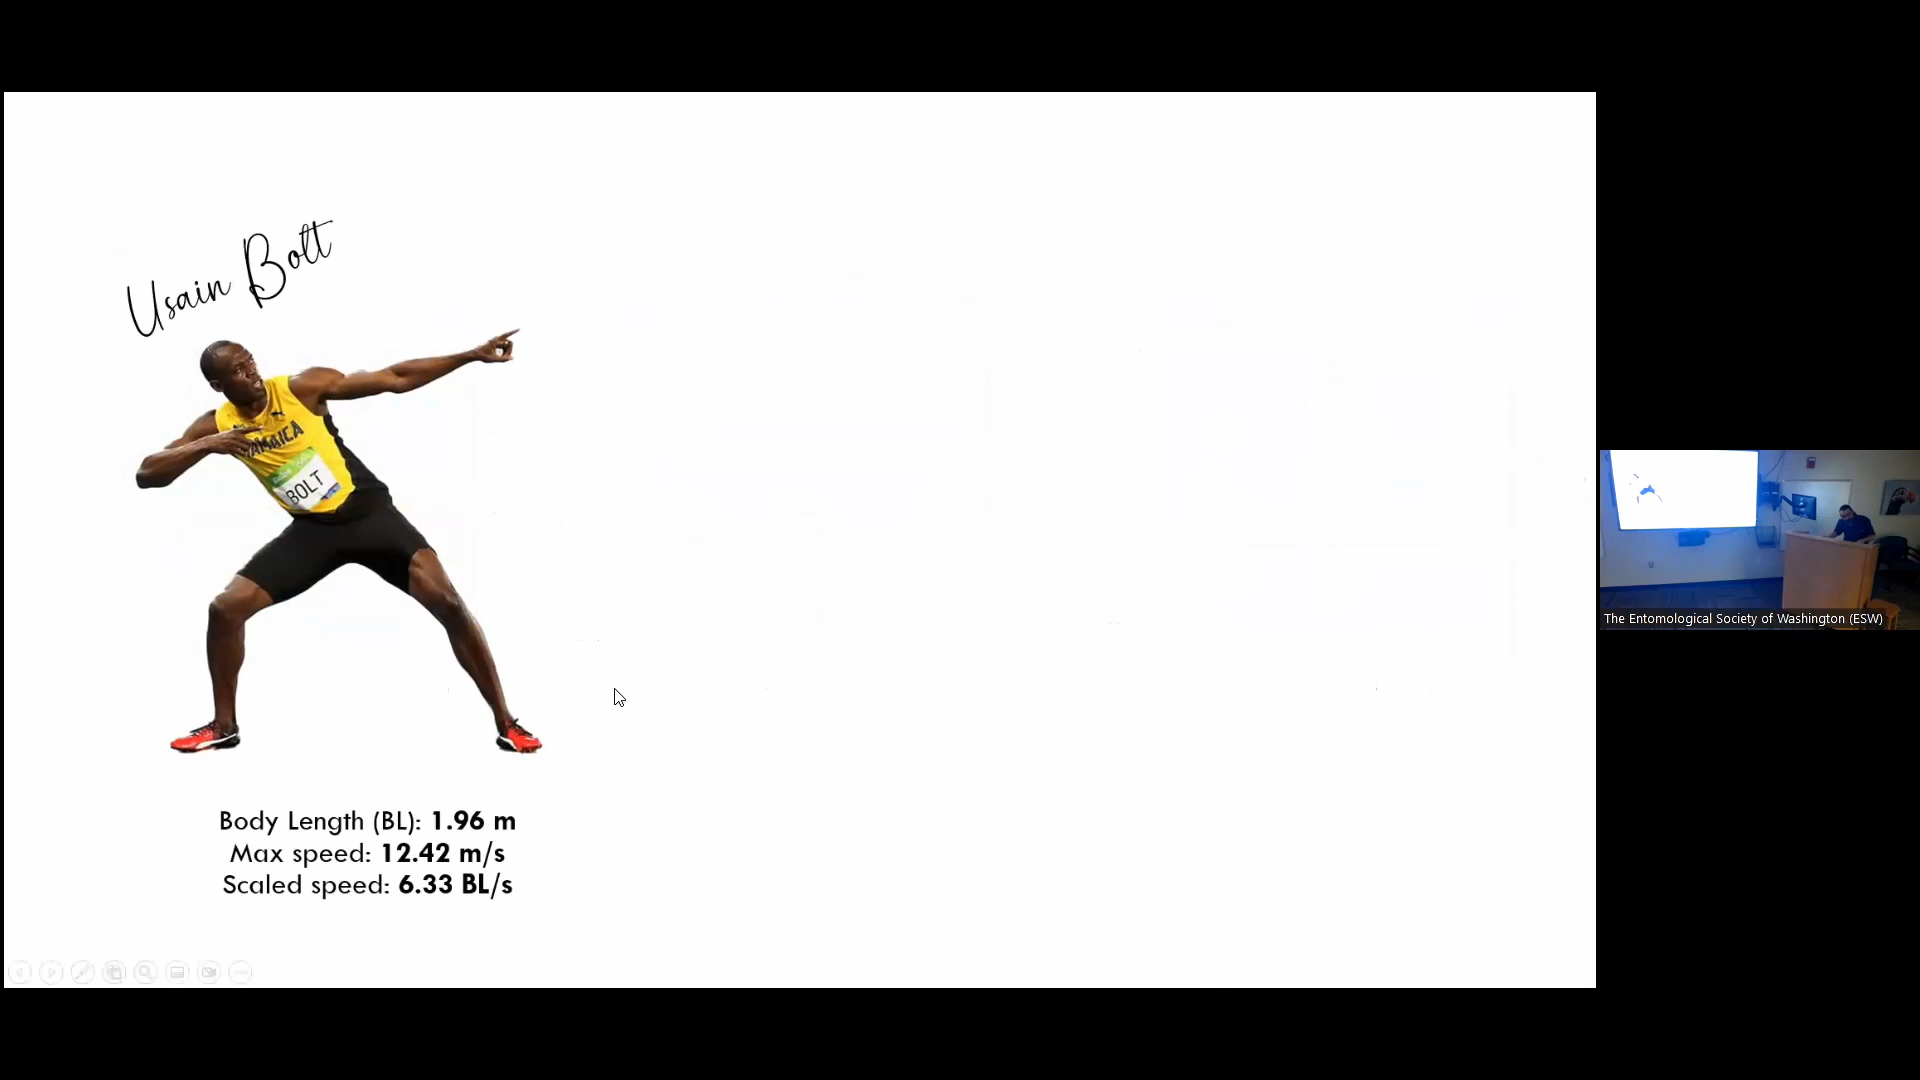 Usain Bolt
JAMAICA
BOLT
Body Length (BL): 1.96 m
Max speed: 12.42 m/s
Scaled speed: 6.33 BL/s
The Entomological Society of Washington (ESW)